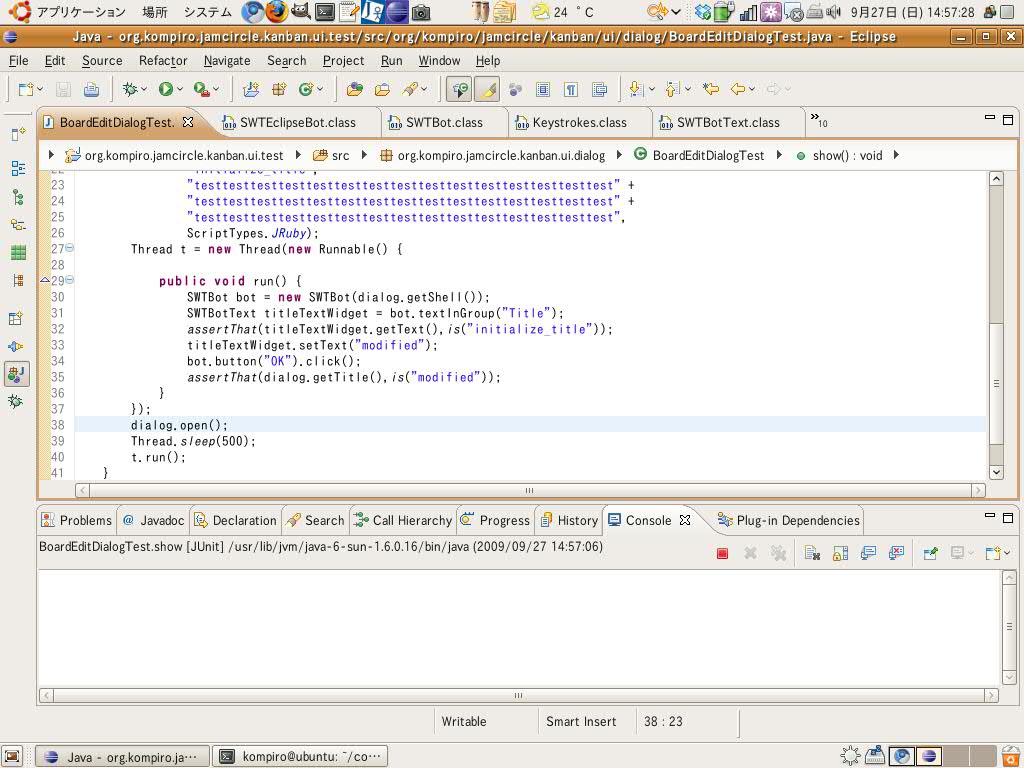 アプリケーション 場所 システム 24 ° C 9月27日 (日) 14:57:28
Java - org.kompiro.jamcircle.kanban.ui.test/src/org/kompiro/jamcircle/kanban/ui/dialog/BoardEditDialogTest.java - Eclipse
File Edit Source Refactor Navigate Search Project Run Window Help
BoardEditDialogTest. SWTEclipseBot.class SWTBot.class Keystrokes.class SWTBotText.class »10
org.kompiro.jamcircle.kanban.ui.test src org.kompiro.jamcircle.kanban.ui.dialog BoardEditDialogTest show() : void
22 "initialize_title",
23 "testtesttesttesttesttesttesttesttesttesttesttesttesttesttest" +
24 "testtesttesttesttesttesttesttesttesttesttesttesttesttesttest" +
25 "testtesttesttesttesttesttesttesttesttesttesttesttesttesttest",
26 ScriptTypes.JRuby);
27 Thread t = new Thread(new Runnable() {
28
29 public void run() {
30 SWTBot bot = new SWTBot(dialog.getShell());
31 SWTBotText titleTextWidget = bot.textInGroup("Title");
32 assertThat(titleTextWidget.getText(),is("initialize_title"));
33 titleTextWidget.setText("modified");
34 bot.button("OK").click();
35 assertThat(dialog.getTitle(),is("modified"));
36 }
37 });
38 dialog.open();
39 Thread.sleep(500);
40 t.run();
41 }
Problems Javadoc Declaration Search Call Hierarchy Progress History Console Plug-in Dependencies
BoardEditDialogTest.show [JUnit] /usr/lib/jvm/java-6-sun-1.6.0.16/bin/java (2009/09/27 14:57:06)
Writable Smart Insert 38 : 23
Java - org.kompiro.ja… kompiro@ubuntu: ~/co…